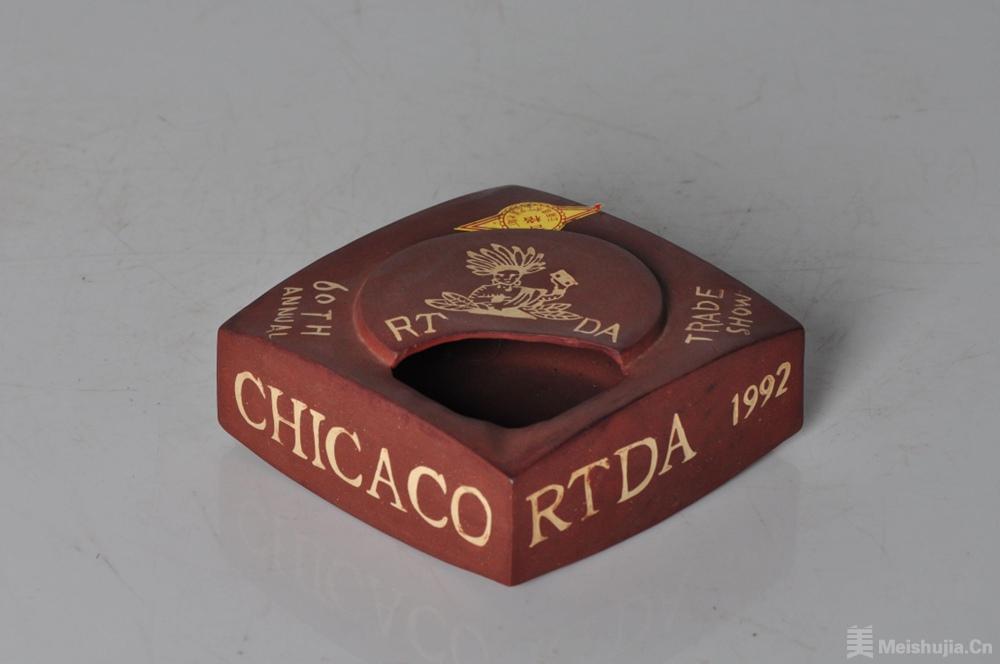 60TH
ANNUAL
RT DA
TRADE
SHOW
CHICACO
RTDA 1992
美 Meishujia.Cn